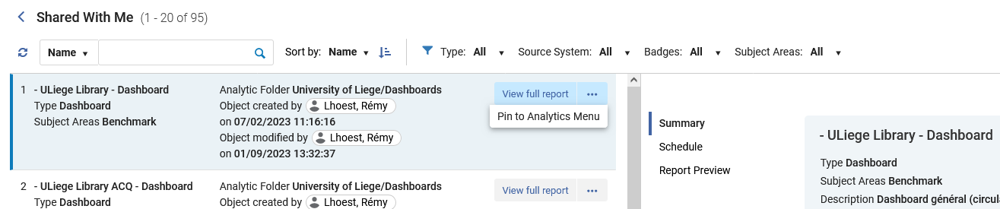 Shared With Me (1 - 20 of 95)
Name Sort by: Name Type: All Source System: All Badges: All Subject Areas: All
1 - ULiege Library - Dashboard
Type Dashboard
Subject Areas Benchmark
Analytic Folder University of Liege/Dashboards
Object created by Lhoest, Rémy
on 07/02/2023 11:16:16
Object modified by Lhoest, Rémy
on 01/09/2023 13:32:37
View full report ...
Pin to Analytics Menu
2 - ULiege Library ACQ - Dashboard
Type Dashboard
Analytic Folder University of Liege/Dashboards
Object created by Lhoest, Rémy
View full report ...
Summary
Schedule
Report Preview
- ULiege Library - Dashboard
Type Dashboard
Subject Areas Benchmark
Description Dashboard général (circul